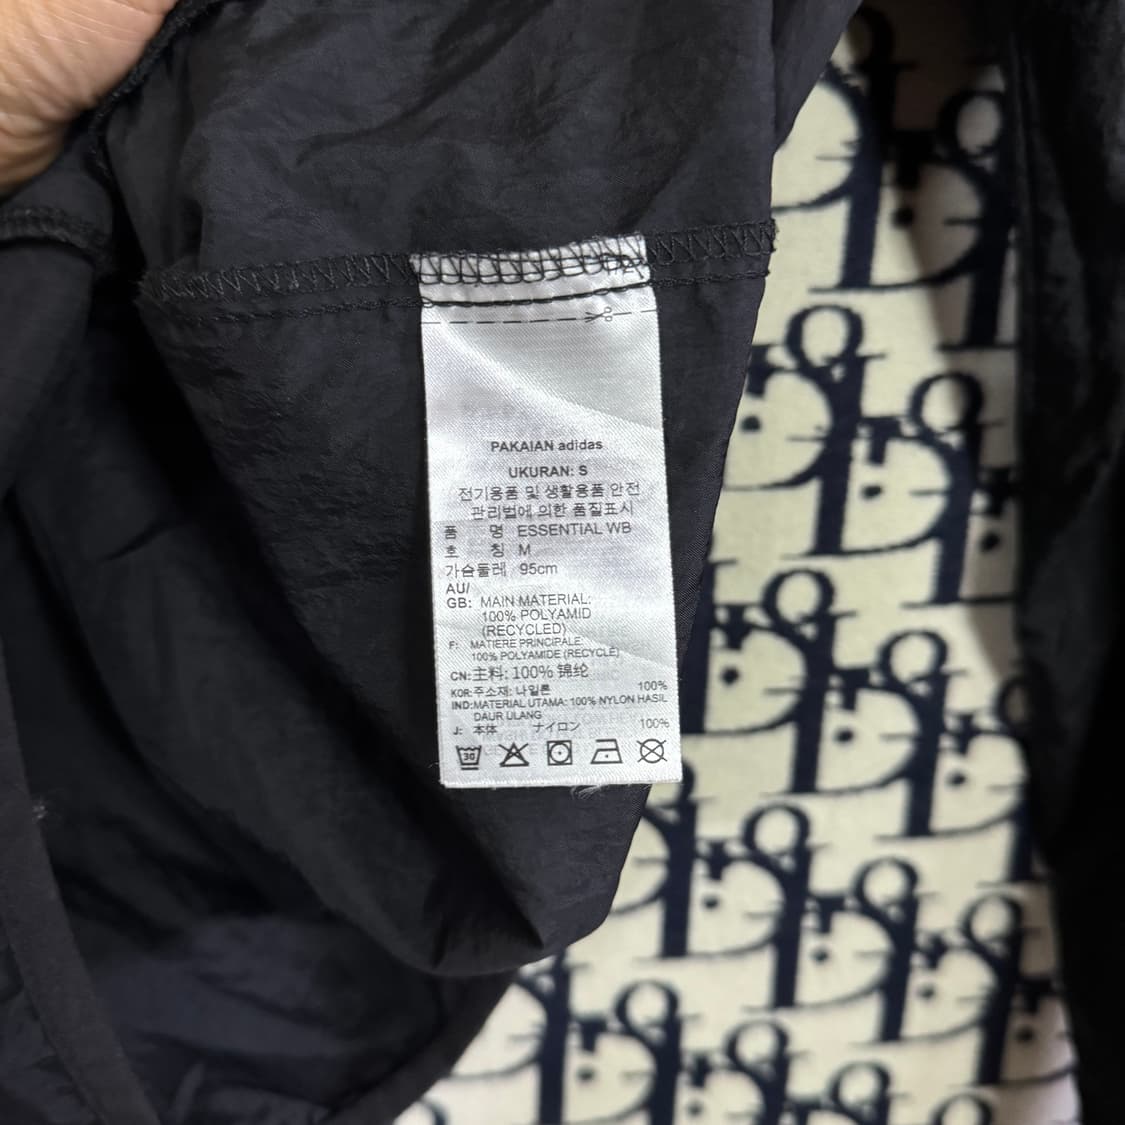 PAKAIAN adidas
UKURAN: S
전기용품 및 생활용품 안전
관리법에 의한 품질표시
품 명 ESSENTIAL WB
호 칭 M
가슴둘레 95cm
AU/
GB: MAIN MATERIAL:
100% POLYAMID
(RECYCLED)
F: MATIERE PRINCIPALE:
100% POLYAMIDE (RECYCLÉ)
CN:主料: 100% 锦纶
KOR:주소재: 나일론 100%
IND:MATERIAL UTAMA: 100% NYLON HASIL
DAUR ULANG
J: 本体 ナイロン 100%
30